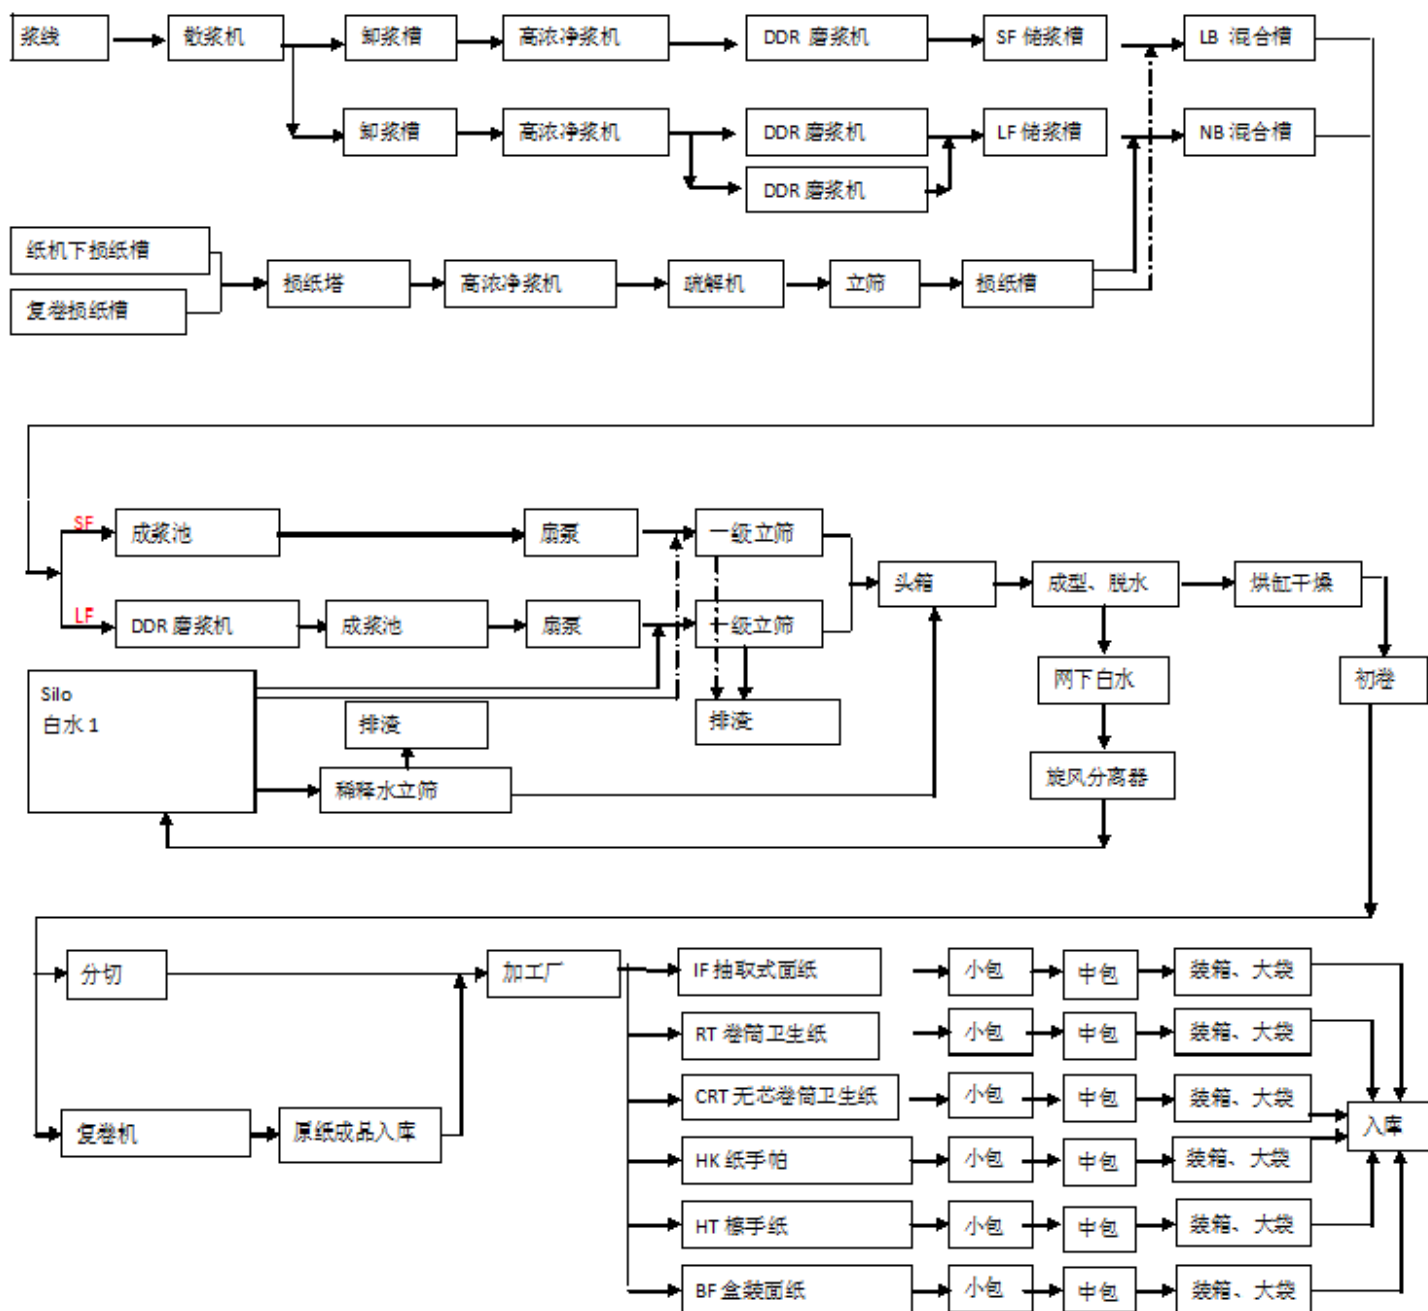 浆线
散浆机
卸浆槽
高浓净浆机
DDR 磨浆机
SF 储浆槽
LB 混合槽
卸浆槽
高浓净浆机
DDR 磨浆机
LF 储浆槽
NB 混合槽
DDR 磨浆机
纸机下损纸槽
复卷损纸槽
损纸塔
高浓净浆机
疏解机
立筛
损纸槽
SF
成浆池
扇泵
一级立筛
头箱
成型、脱水
烘缸干燥
LF
DDR 磨浆机
成浆池
扇泵
一级立筛
Silo
白水 1
排渣
稀释水立筛
排渣
网下白水
旋风分离器
初卷
分切
加工厂
复卷机
原纸成品入库
IF 抽取式面纸
小包
中包
装箱、大袋
RT 卷筒卫生纸
小包
中包
装箱、大袋
CRT 无芯卷筒卫生纸
小包
中包
装箱、大袋
入库
HK 纸手帕
小包
中包
装箱、大袋
HT 檫手纸
小包
中包
装箱、大袋
BF 盒装面纸
小包
中包
装箱、大袋